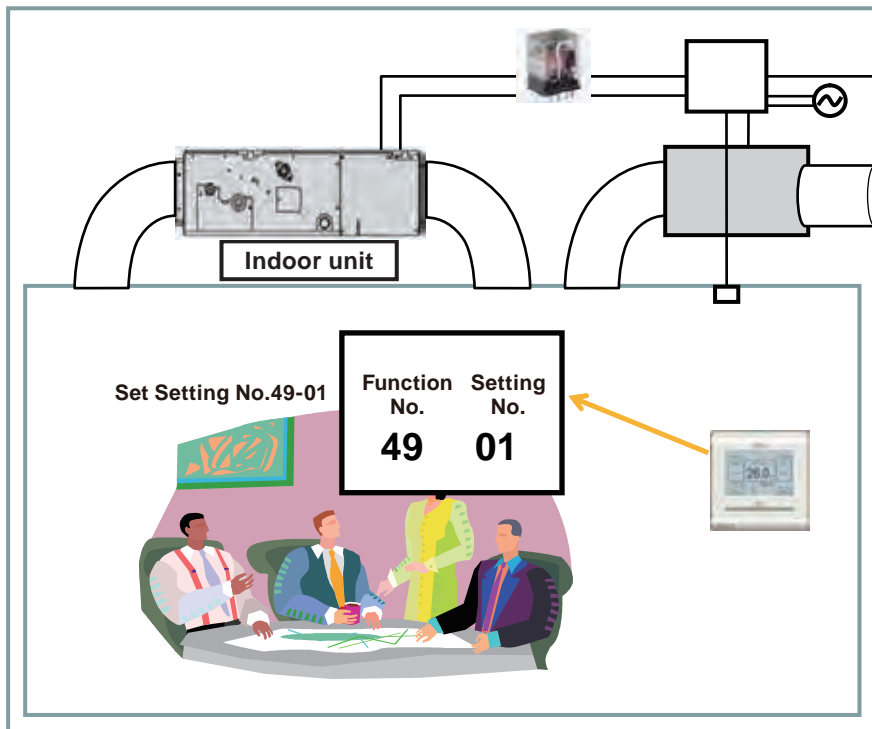 Indoor unit
Set Setting No.49-01
Function Setting
No. No.
49 01
26.0